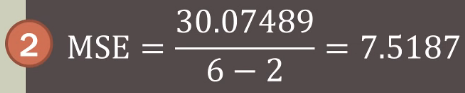 2 MSE = 30.07489 / 6 − 2 = 7.5187